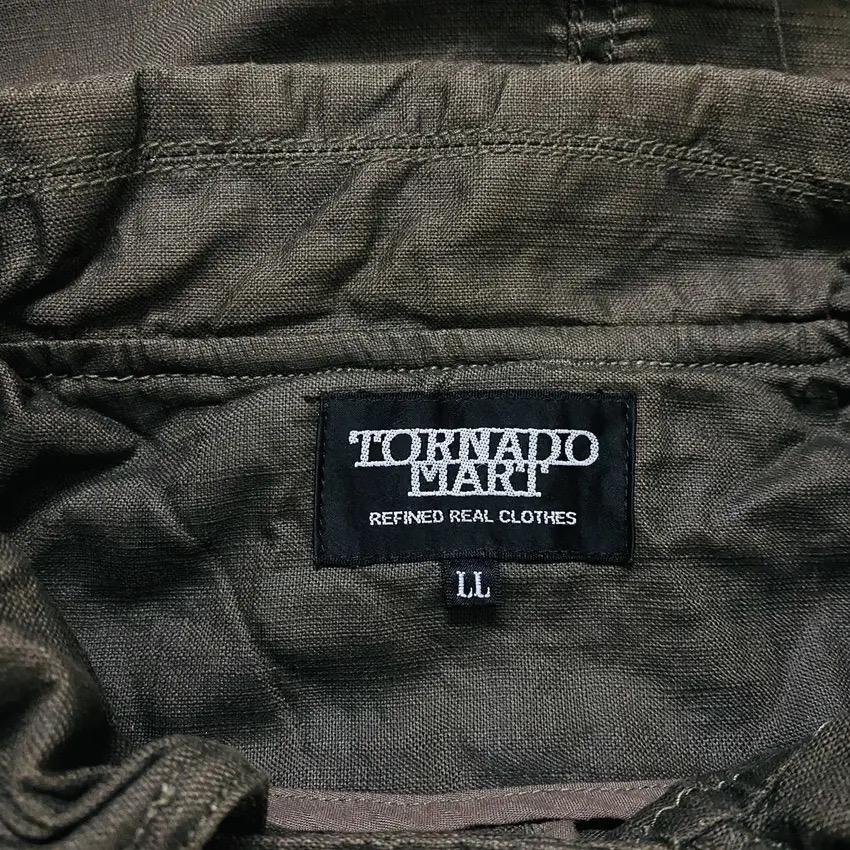 TORNADO
MART
REFINED REAL CLOTHES
LL